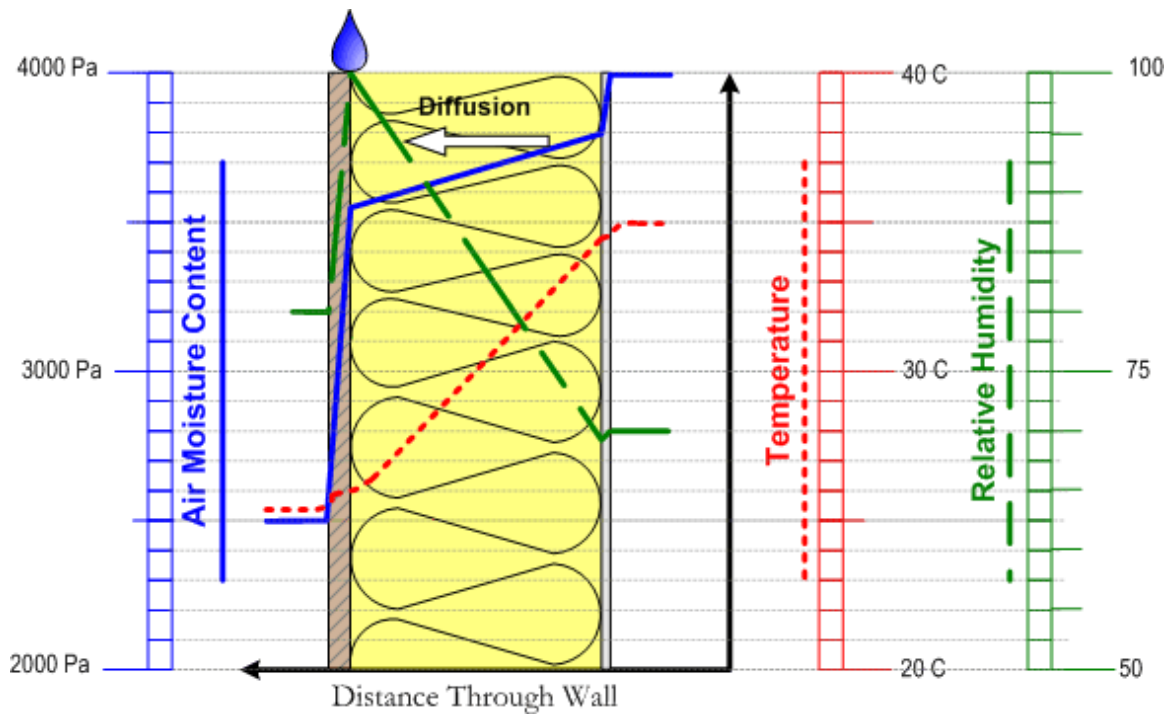 4000 Pa
40 C
100
Diffusion
Air Moisture Content
Temperature
Relative Humidity
3000 Pa
30 C
75
2000 Pa
20 C
50
Distance Through Wall